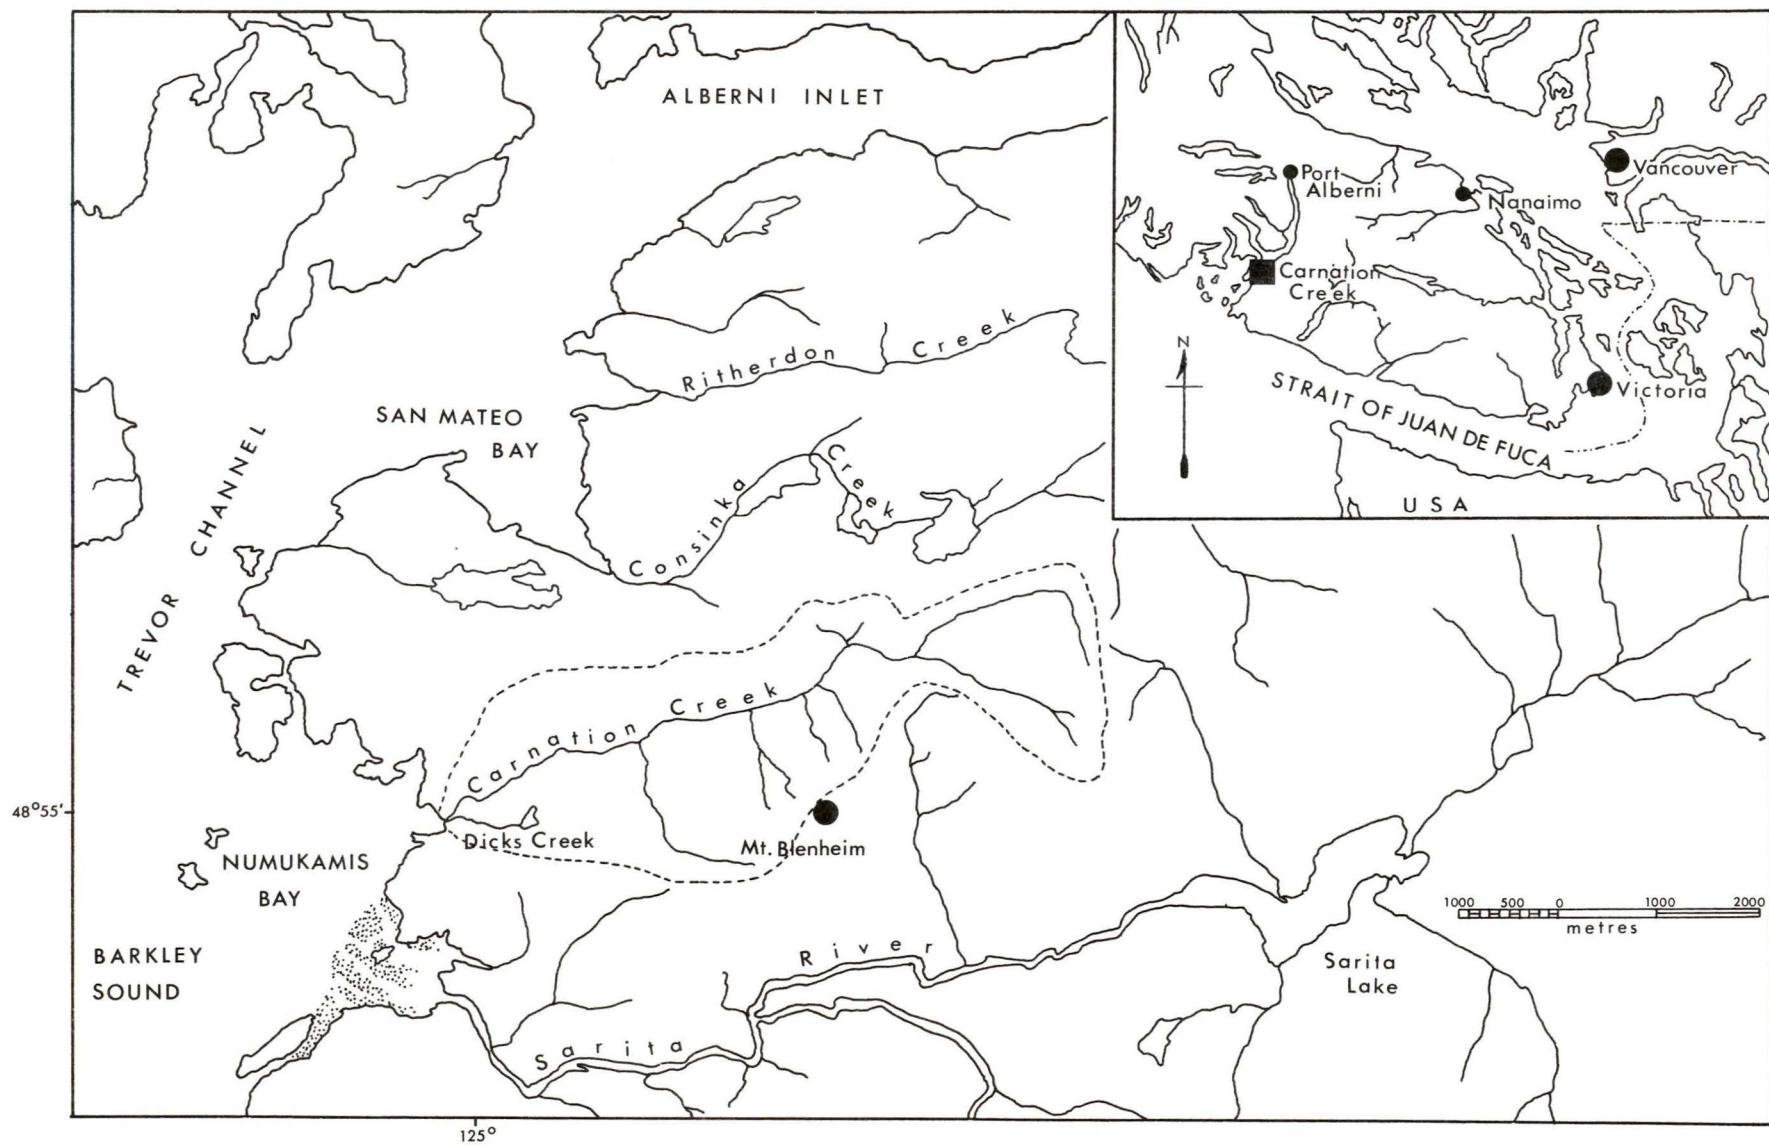 ALBERNI INLET
Ritherdon Creek
SAN MATEO
BAY
TREVOR CHANNEL
Consinka Creek
Carnation Creek
48°55'
Dicks Creek
Mt. Blenheim
NUMUKAMIS
BAY
BARKLEY
SOUND
Sarita River
Sarita
Lake
1000 500 0 1000 2000
metres
125°
Port
Alberni
Vancouver
Nanaimo
Carnation
Creek
N
Victoria
STRAIT OF JUAN DE FUCA
USA